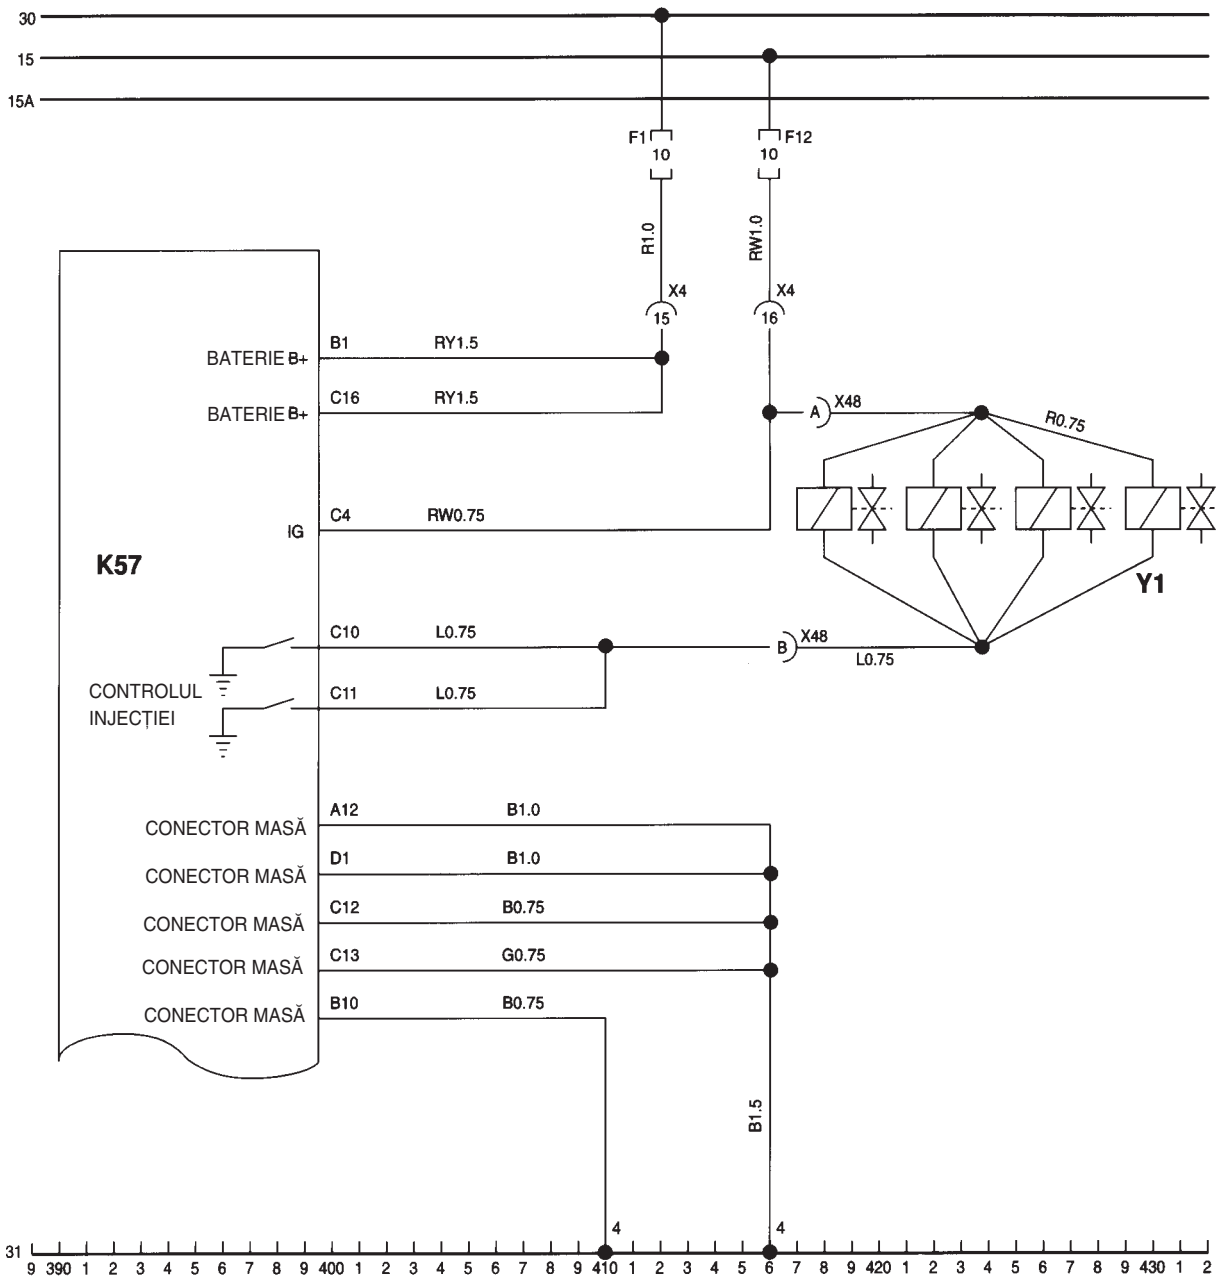 30
15
15A
F1
10
F12
10
R1.0
RW1.0
X4
15
X4
16
BATERIE B+
B1
RY1.5
BATERIE B+
C16
RY1.5
A
X48
R0.75
IG
C4
RW0.75
K57
Y1
C10
L0.75
B
X48
L0.75
CONTROLUL
INJECȚIEI
C11
L0.75
CONECTOR MASĂ
A12
B1.0
CONECTOR MASĂ
D1
B1.0
CONECTOR MASĂ
C12
B0.75
CONECTOR MASĂ
C13
G0.75
CONECTOR MASĂ
B10
B0.75
B1.5
4
4
31
9 390 1 2 3 4 5 6 7 8 9 400 1 2 3 4 5 6 7 8 9 410 1 2 3 4 5 6 7 8 9 420 1 2 3 4 5 6 7 8 9 430 1 2